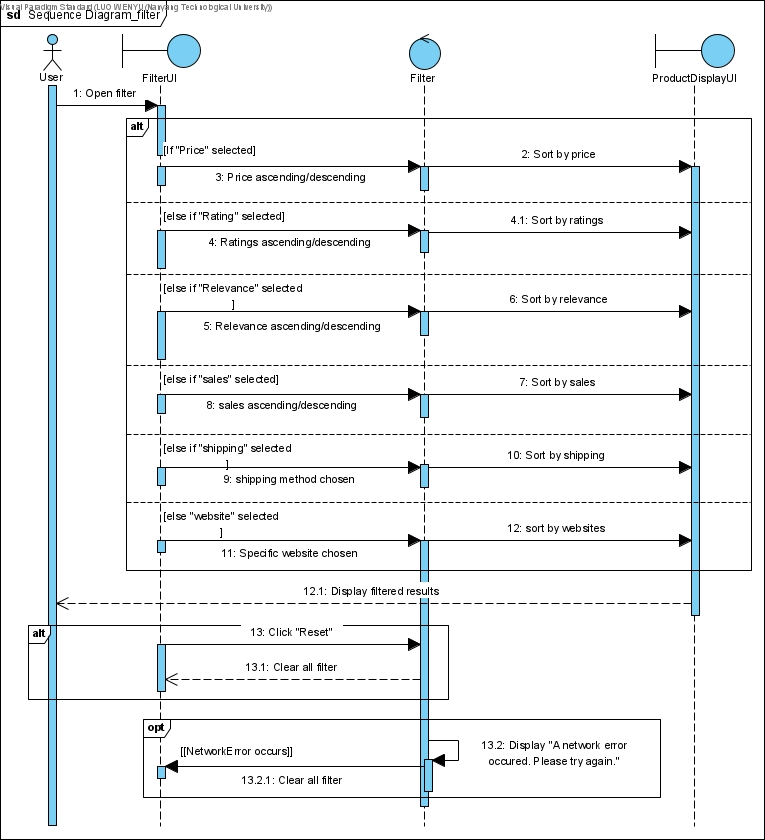 Visual Paradigm Standard (LUO WENYU (Nanyang Technological University))
sd Sequence Diagram_filter
User
FilterUI
Filter
ProductDisplayUI
1: Open filter
alt
[If "Price" selected]
2: Sort by price
3: Price ascending/descending
[else if "Rating" selected]
4.1: Sort by ratings
4: Ratings ascending/descending
[else if "Relevance" selected
]
6: Sort by relevance
5: Relevance ascending/descending
[else if "sales" selected]
7: Sort by sales
8: sales ascending/descending
[else if "shipping" selected
]
10: Sort by shipping
9: shipping method chosen
[else "website" selected
]
12: sort by websites
11: Specific website chosen
12.1: Display filtered results
alt
13: Click "Reset"
13.1: Clear all filter
opt
[[NetworkError occurs]]
13.2: Display "A network error
occured. Please try again."
13.2.1: Clear all filter